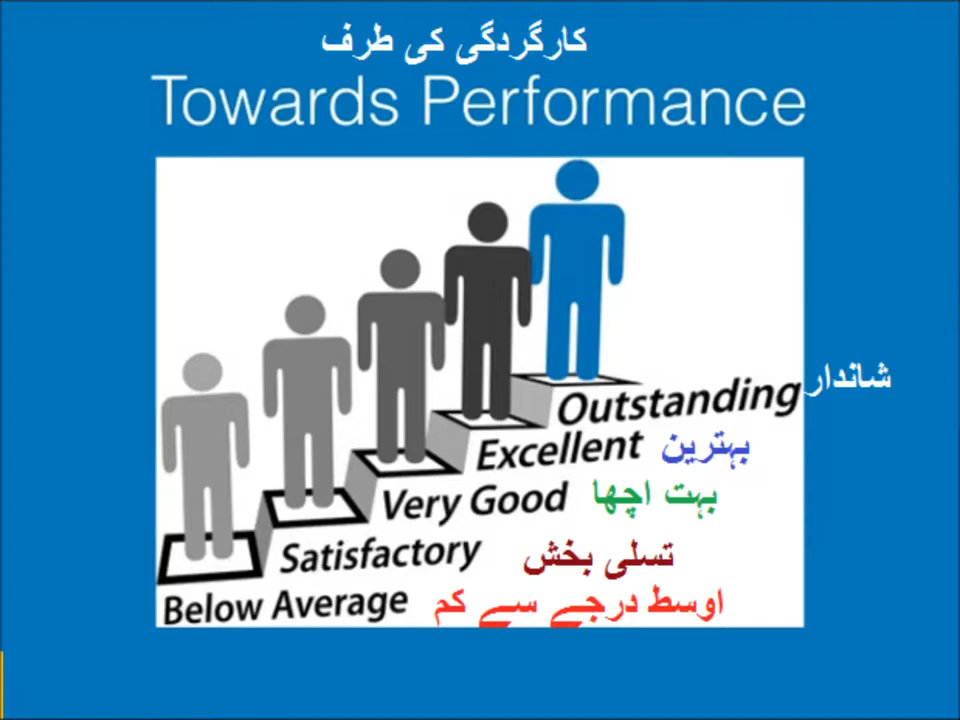 کارگردگی کی طرف
Towards Performance
Outstanding شاندار
Excellent بہترین
Very Good بہت اچھا
Satisfactory تسلی بخش
Below Average اوسط درجے سے کم